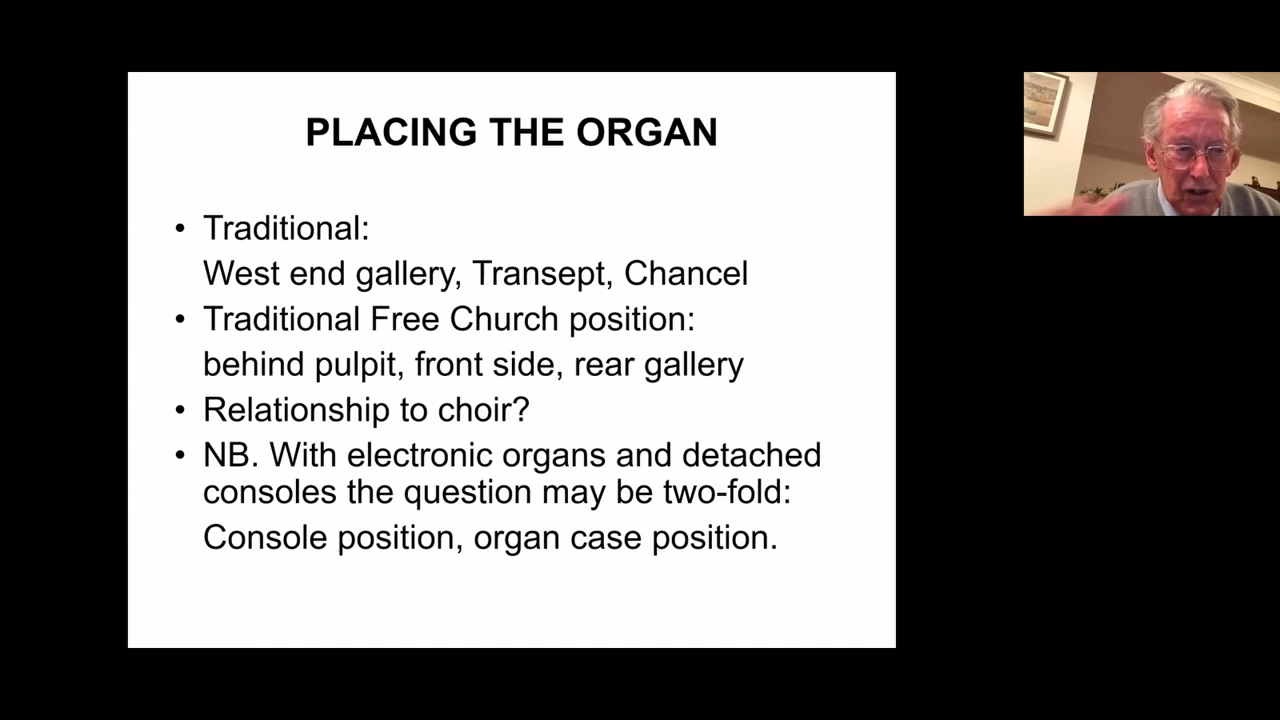 PLACING THE ORGAN
• Traditional:
West end gallery, Transept, Chancel
• Traditional Free Church position:
behind pulpit, front side, rear gallery
• Relationship to choir?
• NB. With electronic organs and detached
consoles the question may be two-fold:
Console position, organ case position.